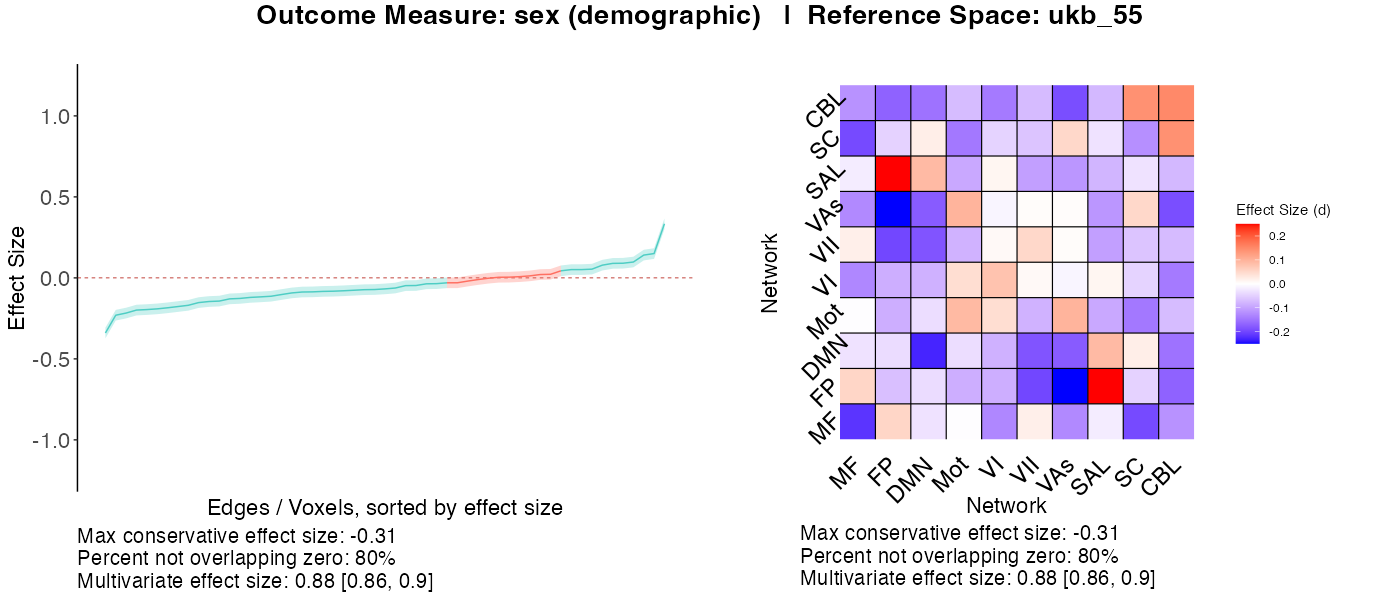 Outcome Measure: sex (demographic) | Reference Space: ukb_55
Effect Size
1.0
0.5
0.0
-0.5
-1.0
Edges / Voxels, sorted by effect size
Max conservative effect size: -0.31
Percent not overlapping zero: 80%
Multivariate effect size: 0.88 [0.86, 0.9]
Network
CBL
SC
SAL
VAs
VII
VI
Mot
DMN
FP
MF
MF
FP
DMN
Mot
VI
VII
VAs
SAL
SC
CBL
Network
Max conservative effect size: -0.31
Percent not overlapping zero: 80%
Multivariate effect size: 0.88 [0.86, 0.9]
Effect Size (d)
0.2
0.1
0.0
-0.1
-0.2